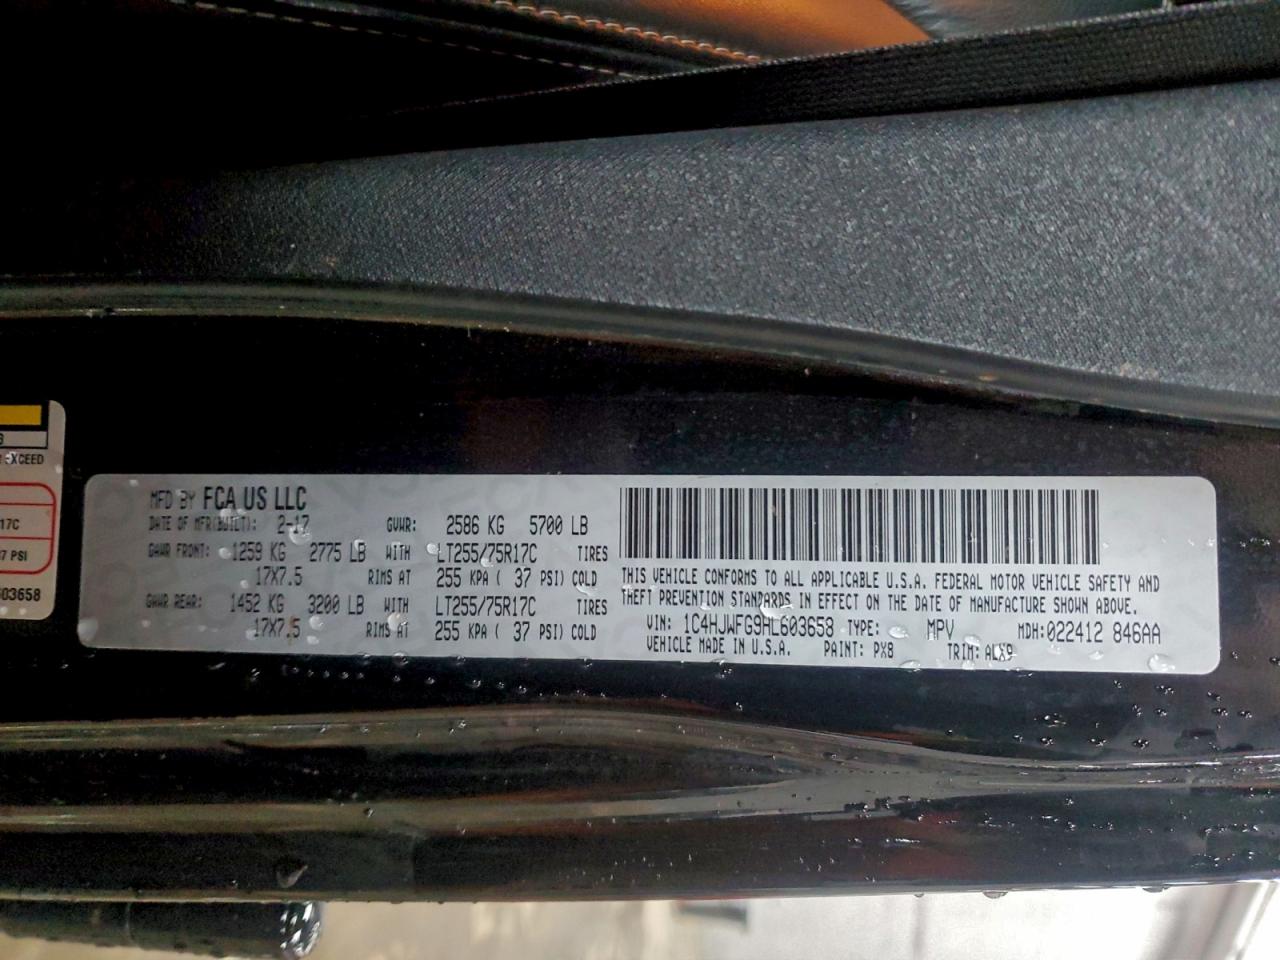 EXCEED
17C
7 PSI
603658
MFD BY FCA US LLC
DATE OF MFR(BUILT): 2-17 GVWR: 2586 KG 5700 LB
GAWR FRONT: 1259 KG 2775 LB WITH LT255/75R17C TIRES
17X7.5 RIMS AT 255 KPA ( 37 PSI) COLD
GAWR REAR: 1452 KG 3200 LB WITH LT255/75R17C TIRES
17X7.5 RIMS AT 255 KPA ( 37 PSI) COLD
THIS VEHICLE CONFORMS TO ALL APPLICABLE U.S.A. FEDERAL MOTOR VEHICLE SAFETY AND
THEFT PREVENTION STANDARDS IN EFFECT ON THE DATE OF MANUFACTURE SHOWN ABOVE.
VIN: 1C4HJWFG9HL603658 TYPE: MPV MDH:022412 846AA
VEHICLE MADE IN U.S.A. PAINT: PX8 TRIM: ALX9